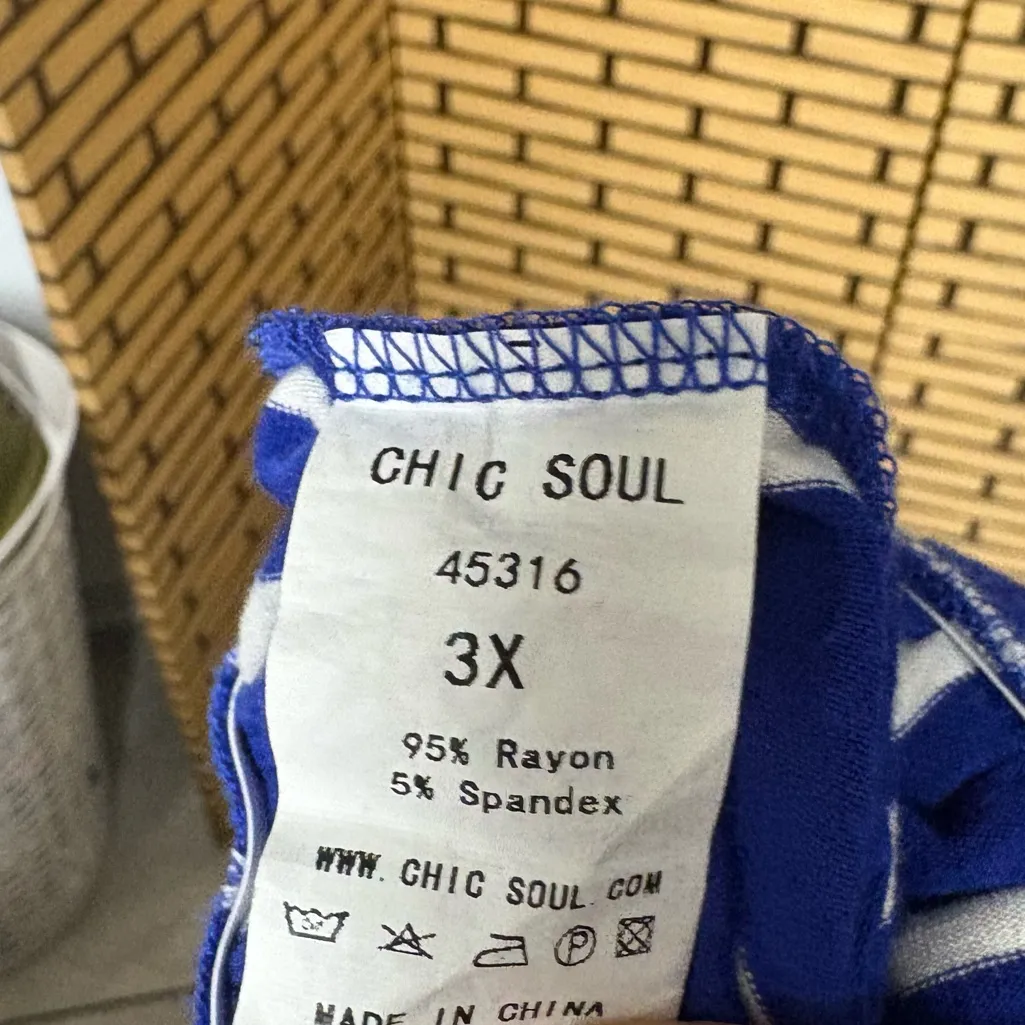 CHIC SOUL
45316
3X
95% Rayon
5% Spandex
WWW.CHIC SOUL.COM
P
MADE IN CHINA